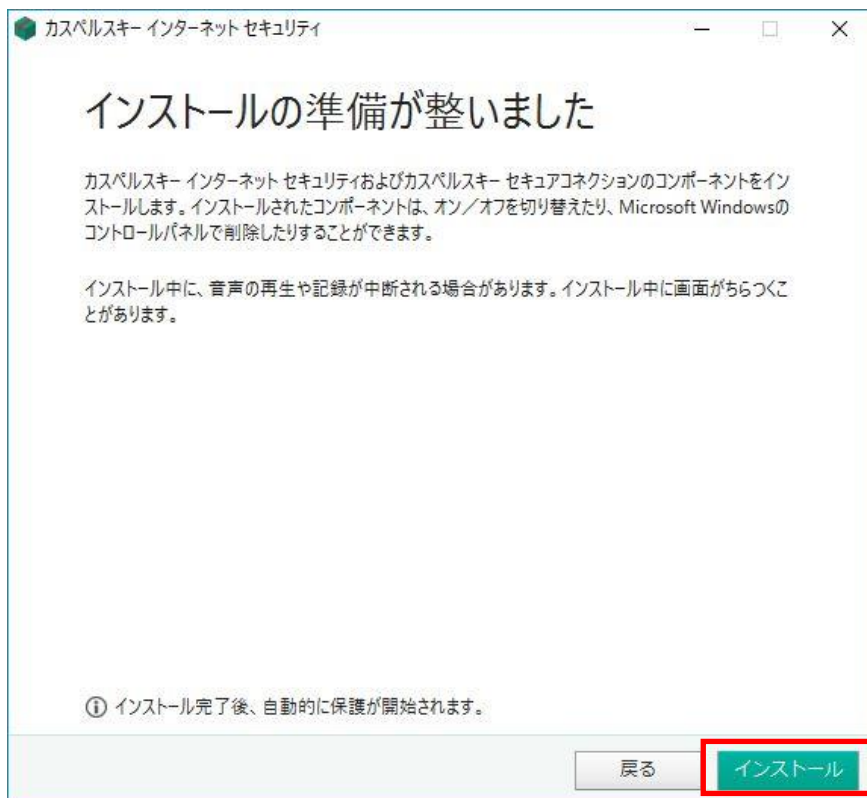 カスペルスキー インターネット セキュリティ
インストールの準備が整いました
カスペルスキー インターネット セキュリティおよびカスペルスキー セキュアコネクションのコンポーネントをイン
ストールします。インストールされたコンポーネントは、オン／オフを切り替えたり、Microsoft Windowsの
コントロールパネルで削除したりすることができます。
インストール中に、音声の再生や記録が中断される場合があります。インストール中に画面がちらつくこ
とがあります。
インストール完了後、自動的に保護が開始されます。
戻る
インストール